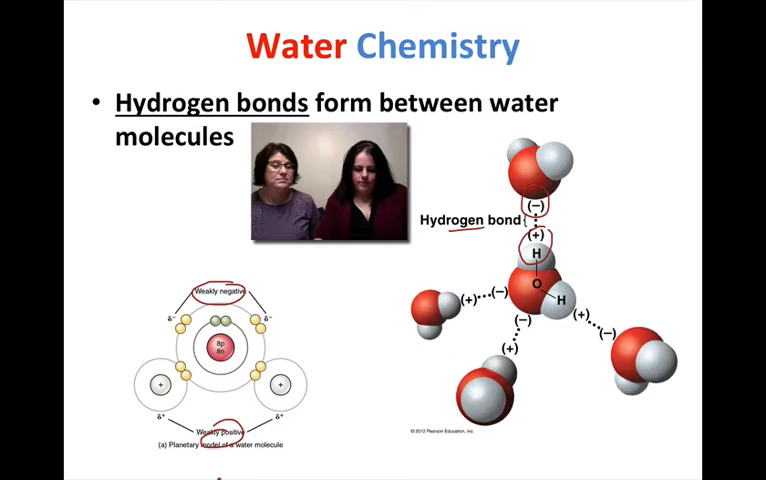 Water Chemistry
• Hydrogen bonds form between water
molecules
(−)
Hydrogen bond
(+)
H
O
H
(+) (−)
(+)
(−)
(−)
(+)
Weakly negative
δ− δ−
8p
8n
+ +
δ+ δ+
Weakly positive
(a) Planetary model of a water molecule
© 2013 Pearson Education, Inc.